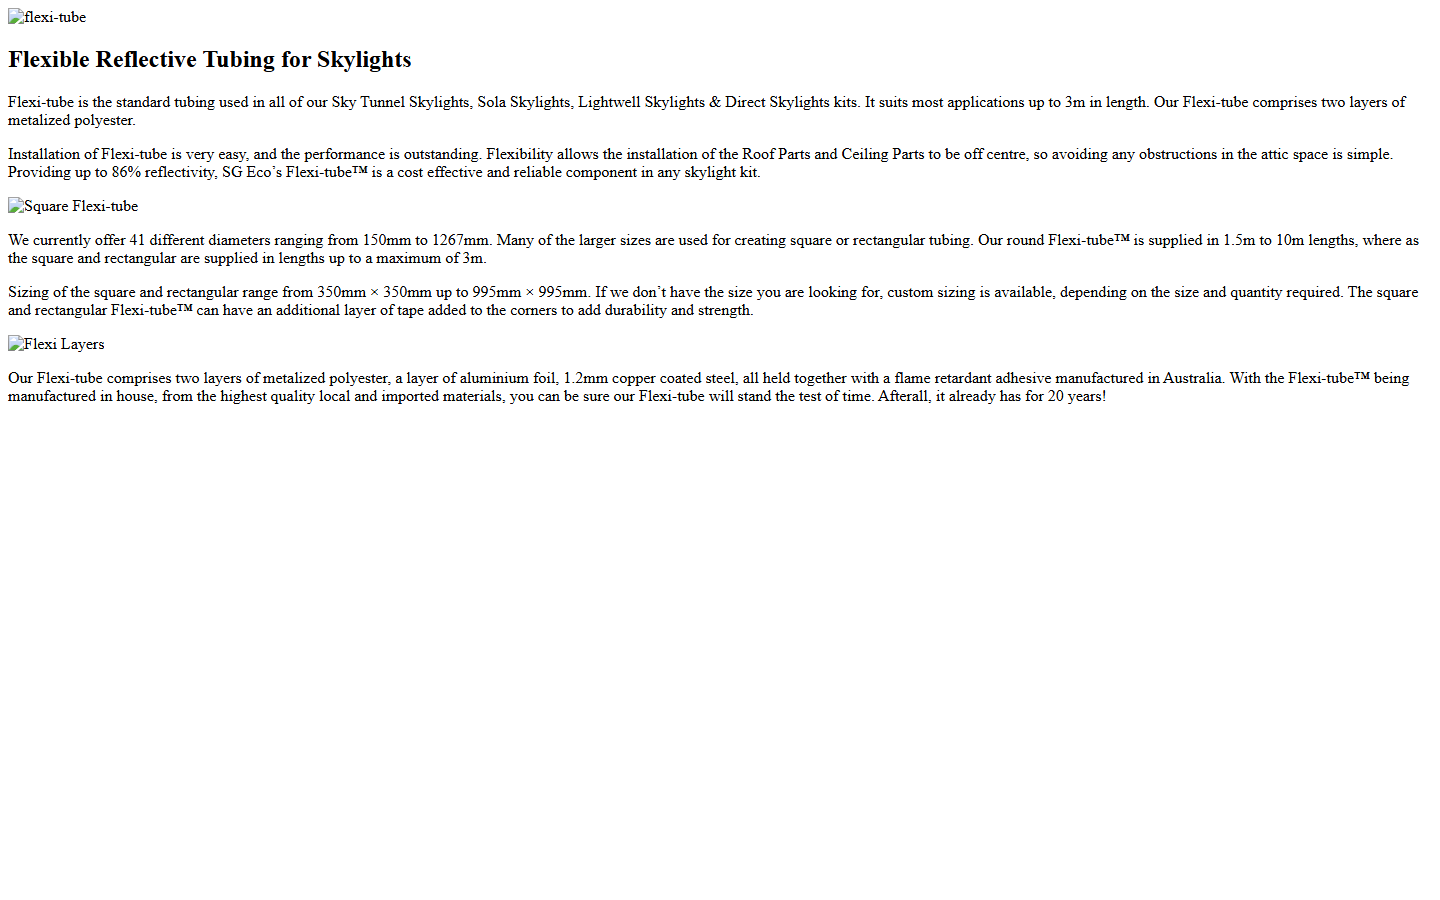 flexi-tube
Flexible Reflective Tubing for Skylights
Flexi-tube is the standard tubing used in all of our Sky Tunnel Skylights, Sola Skylights, Lightwell Skylights & Direct Skylights kits. It suits most applications up to 3m in length. Our Flexi-tube comprises two layers of
metalized polyester.
Installation of Flexi-tube is very easy, and the performance is outstanding. Flexibility allows the installation of the Roof Parts and Ceiling Parts to be off centre, so avoiding any obstructions in the attic space is simple.
Providing up to 86% reflectivity, SG Eco’s Flexi-tube™ is a cost effective and reliable component in any skylight kit.
Square Flexi-tube
We currently offer 41 different diameters ranging from 150mm to 1267mm. Many of the larger sizes are used for creating square or rectangular tubing. Our round Flexi-tube™ is supplied in 1.5m to 10m lengths, where as
the square and rectangular are supplied in lengths up to a maximum of 3m.
Sizing of the square and rectangular range from 350mm × 350mm up to 995mm × 995mm. If we don’t have the size you are looking for, custom sizing is available, depending on the size and quantity required. The square
and rectangular Flexi-tube™ can have an additional layer of tape added to the corners to add durability and strength.
Flexi Layers
Our Flexi-tube comprises two layers of metalized polyester, a layer of aluminium foil, 1.2mm copper coated steel, all held together with a flame retardant adhesive manufactured in Australia. With the Flexi-tube™ being
manufactured in house, from the highest quality local and imported materials, you can be sure our Flexi-tube will stand the test of time. Afterall, it already has for 20 years!